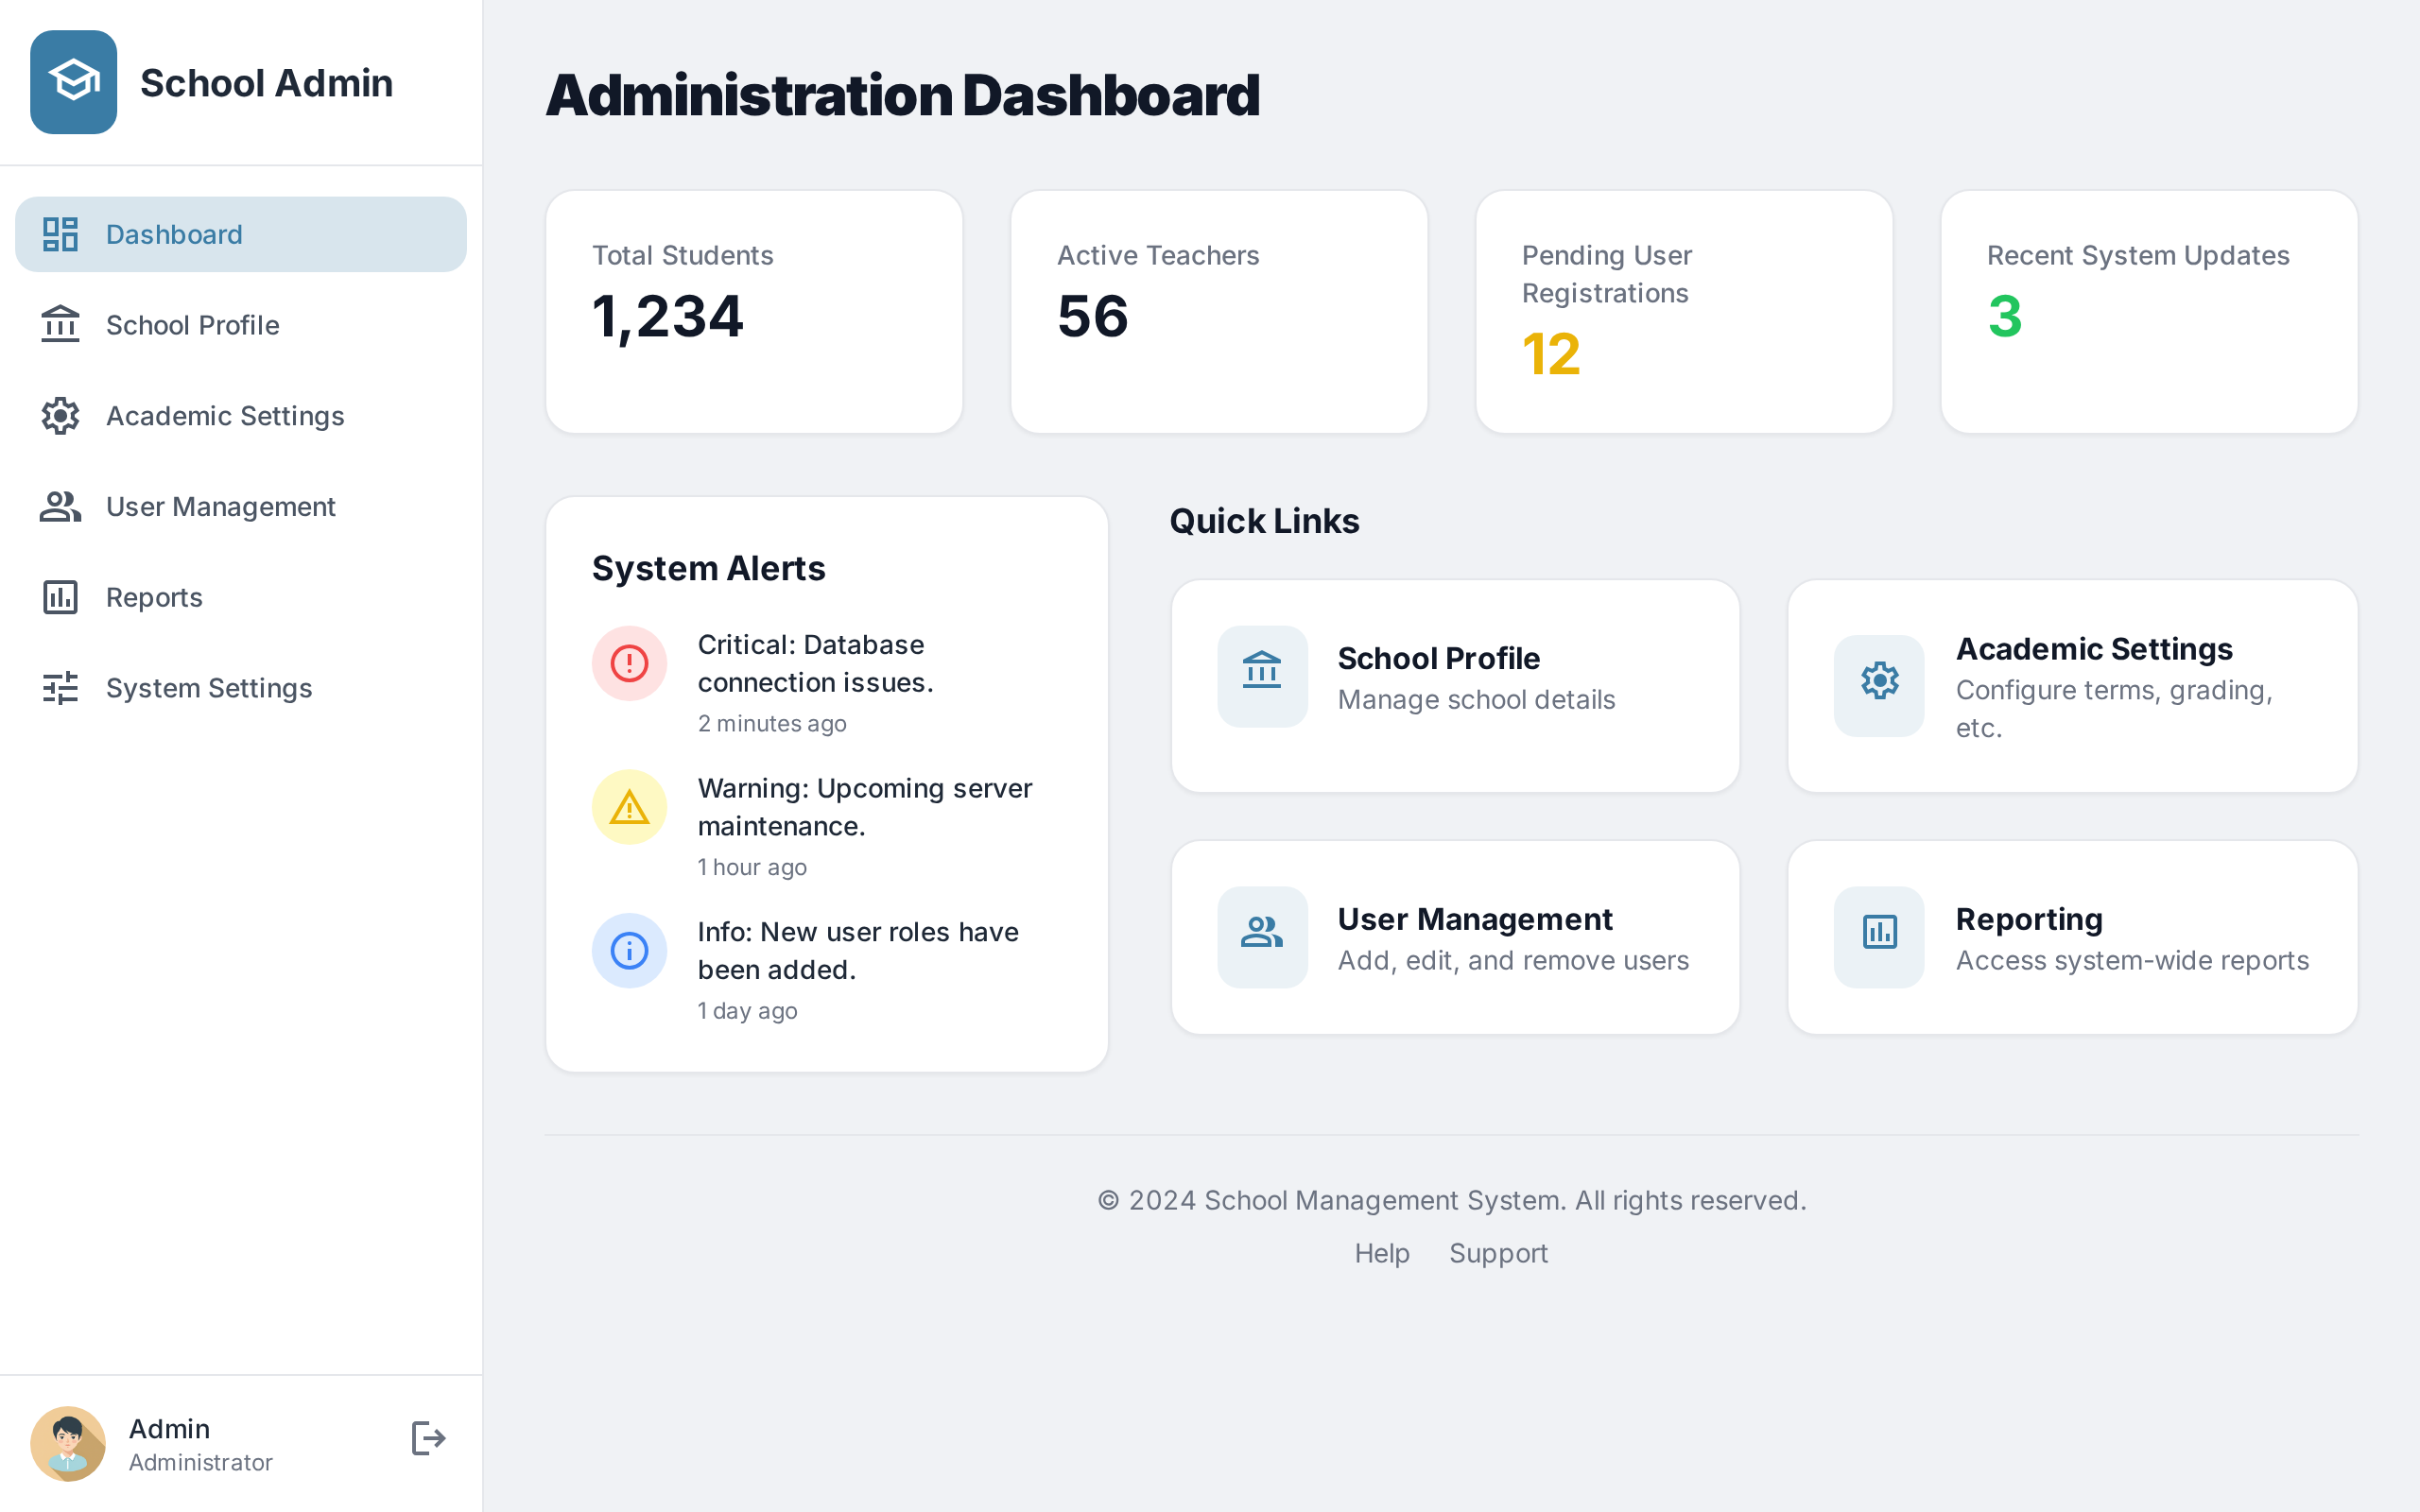 School Admin
Dashboard
School Profile
Academic Settings
User Management
Reports
System Settings
Admin
Administrator
Administration Dashboard
Total Students
1,234
Active Teachers
56
Pending User
Registrations
12
Recent System Updates
3
System Alerts
Critical: Database
connection issues.
2 minutes ago
Warning: Upcoming server
maintenance.
1 hour ago
Info: New user roles have
been added.
1 day ago
Quick Links
School Profile
Manage school details
Academic Settings
Configure terms, grading,
etc.
User Management
Add, edit, and remove users
Reporting
Access system-wide reports
© 2024 School Management System. All rights reserved.
Help Support